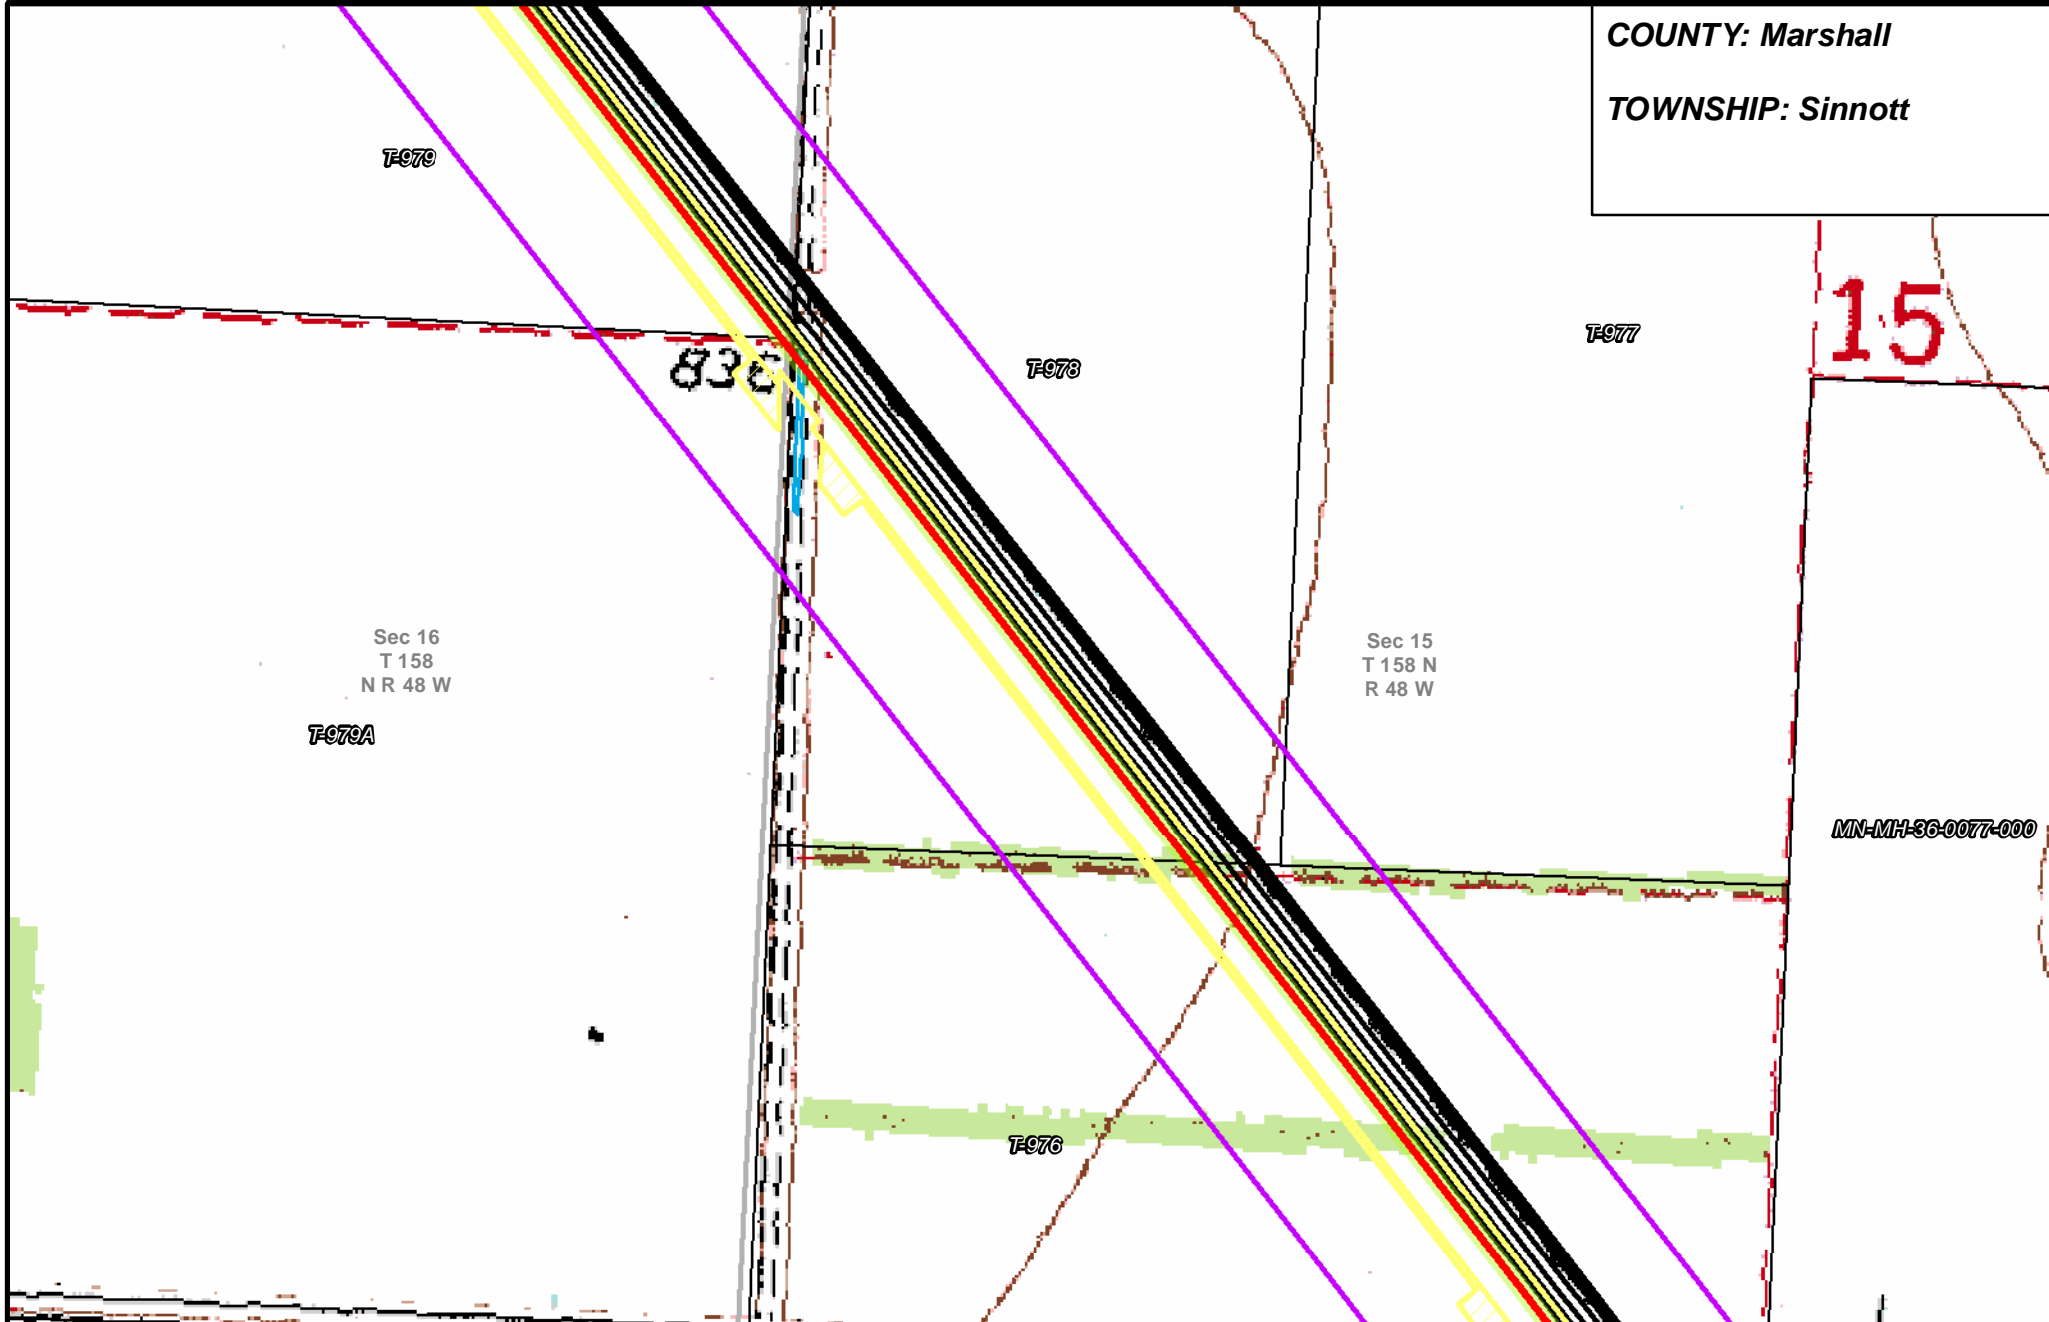 COUNTY: Marshall
TOWNSHIP: Sinnott
T-979
15
T-977
836
T-978
Sec 16
T 158
N R 48 W
Sec 15
T 158 N
R 48 W
T-979A
MN-MH-36-0077-000
T-976